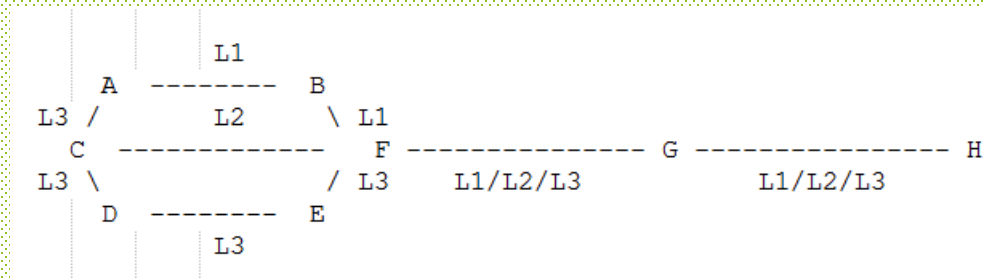 L1
A -------- B
L3 / L2 \ L1
C ------------- F --------------- G ---------------- H
L3 \ / L3 L1/L2/L3 L1/L2/L3
D -------- E
L3